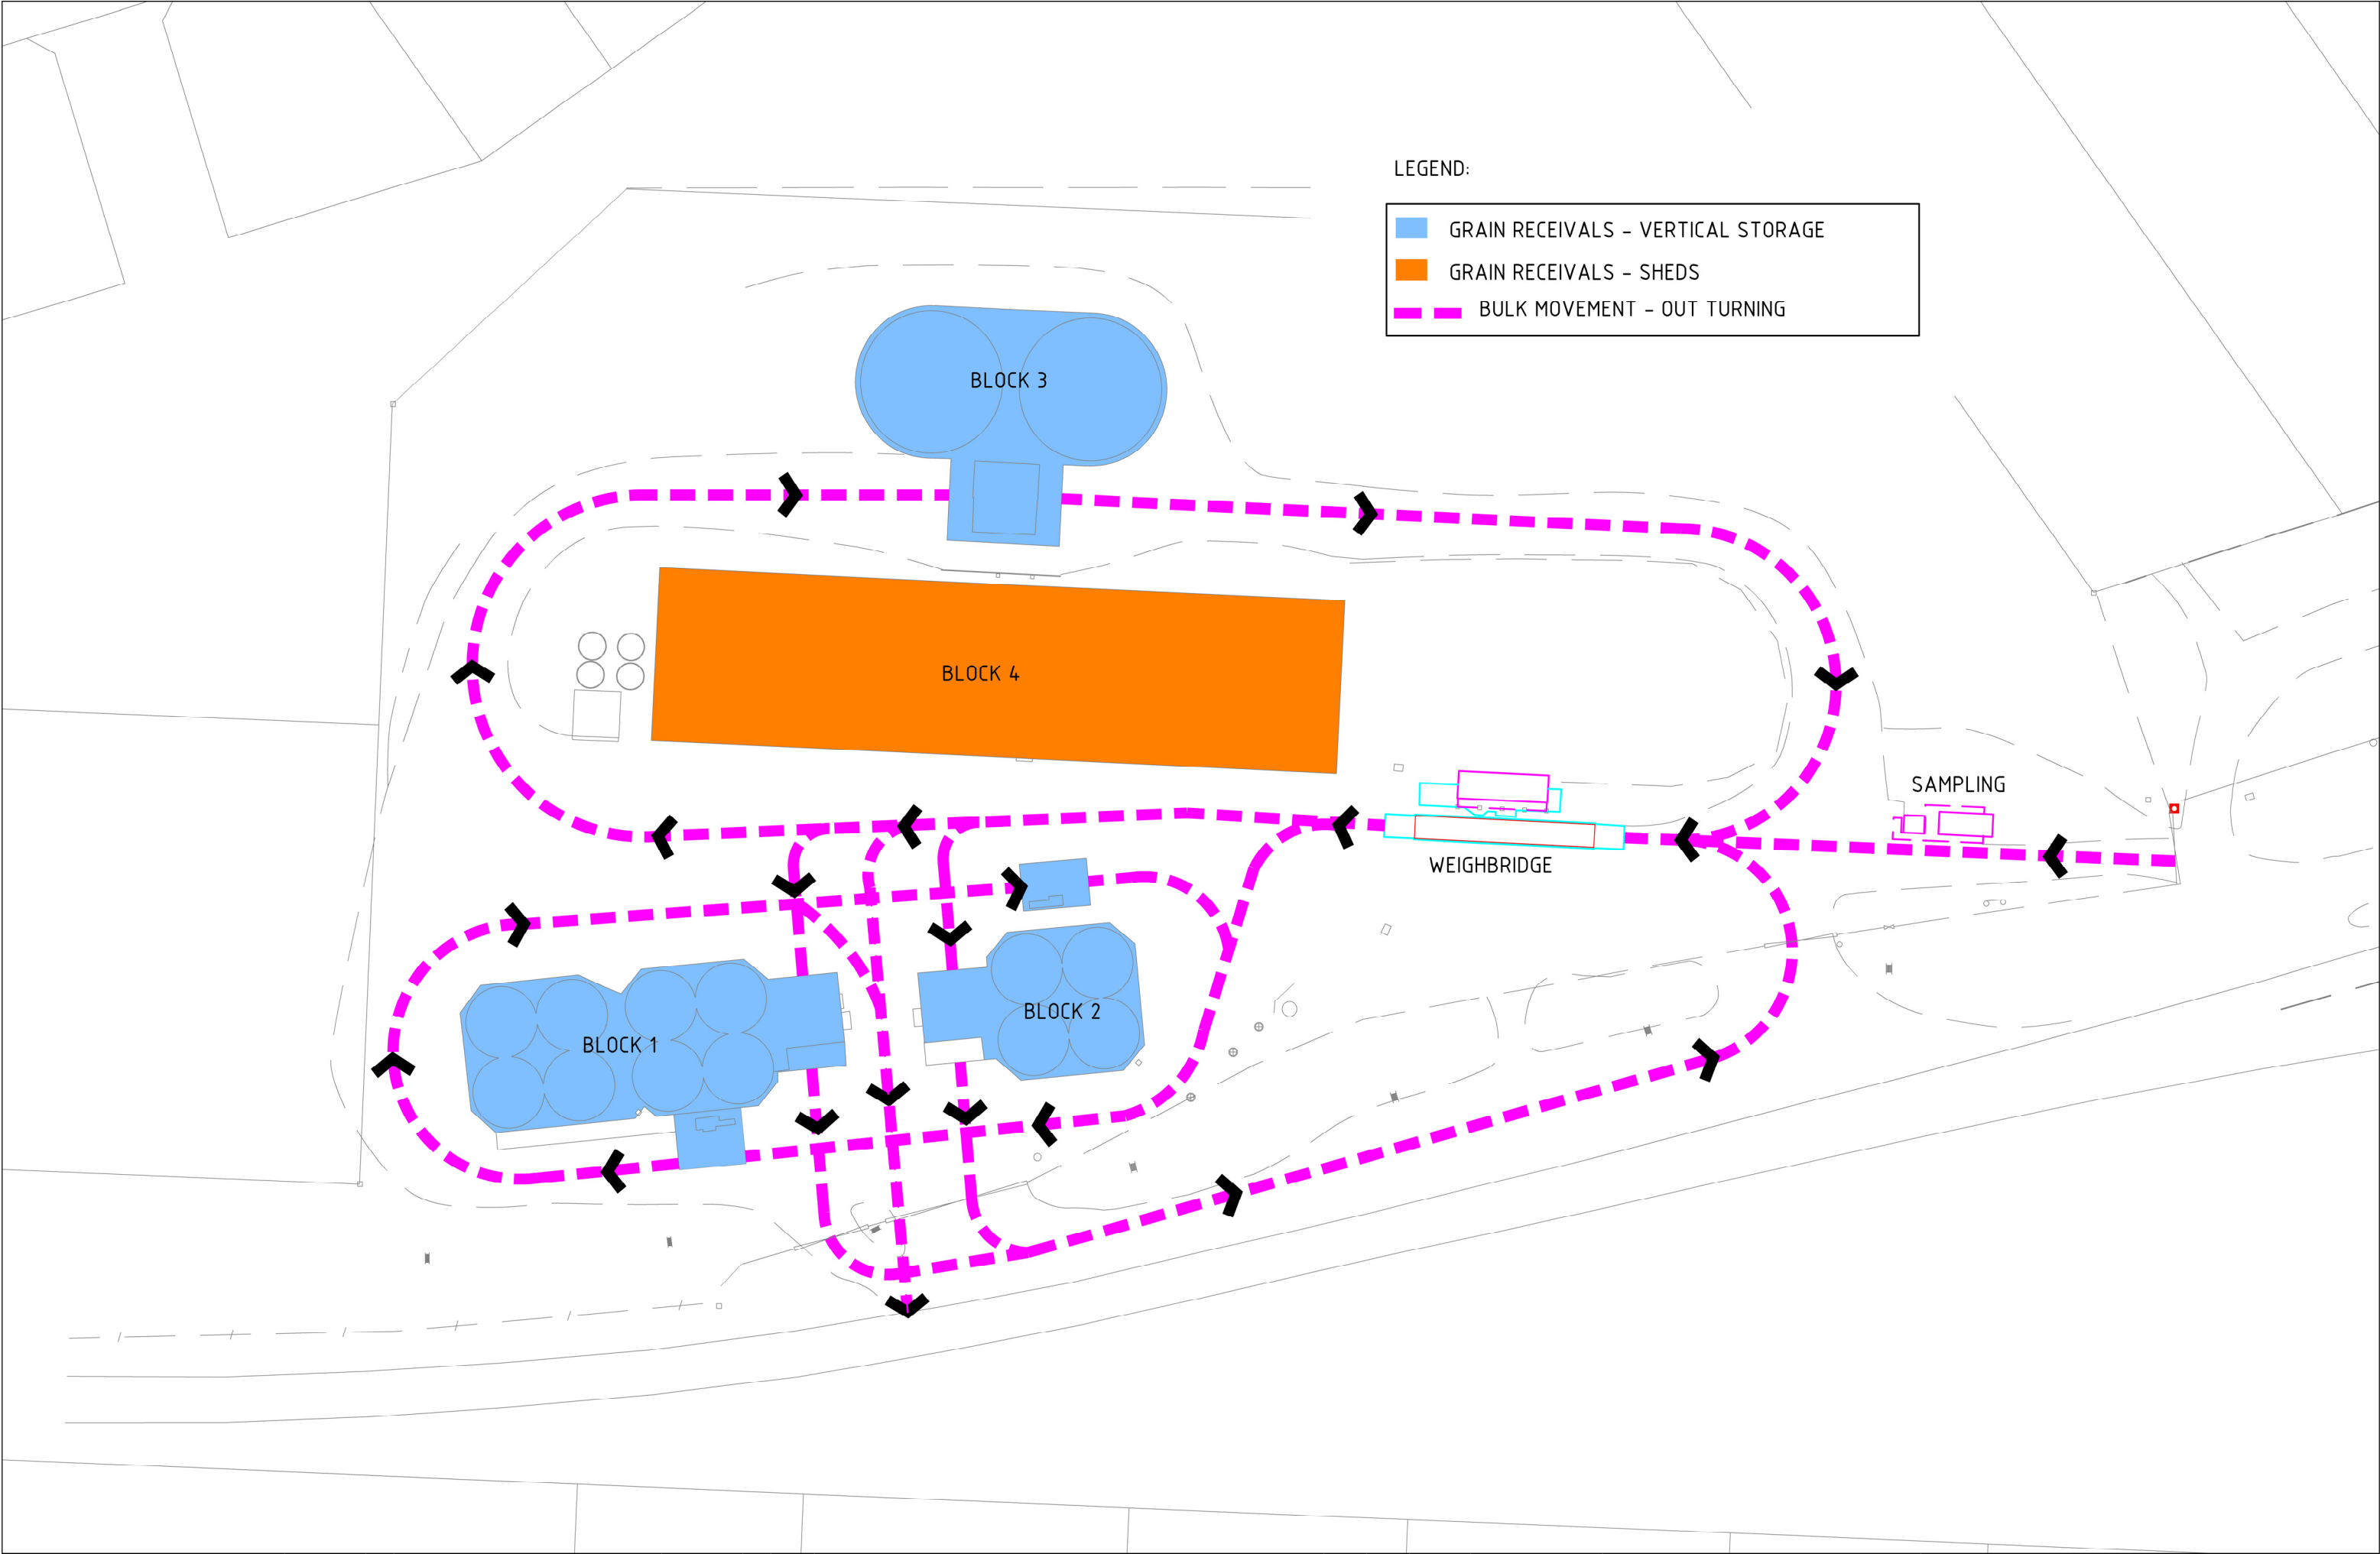 LEGEND:
GRAIN RECEIVALS - VERTICAL STORAGE
GRAIN RECEIVALS - SHEDS
BULK MOVEMENT - OUT TURNING
BLOCK 3
BLOCK 4
SAMPLING
WEIGHBRIDGE
BLOCK 2
BLOCK 1